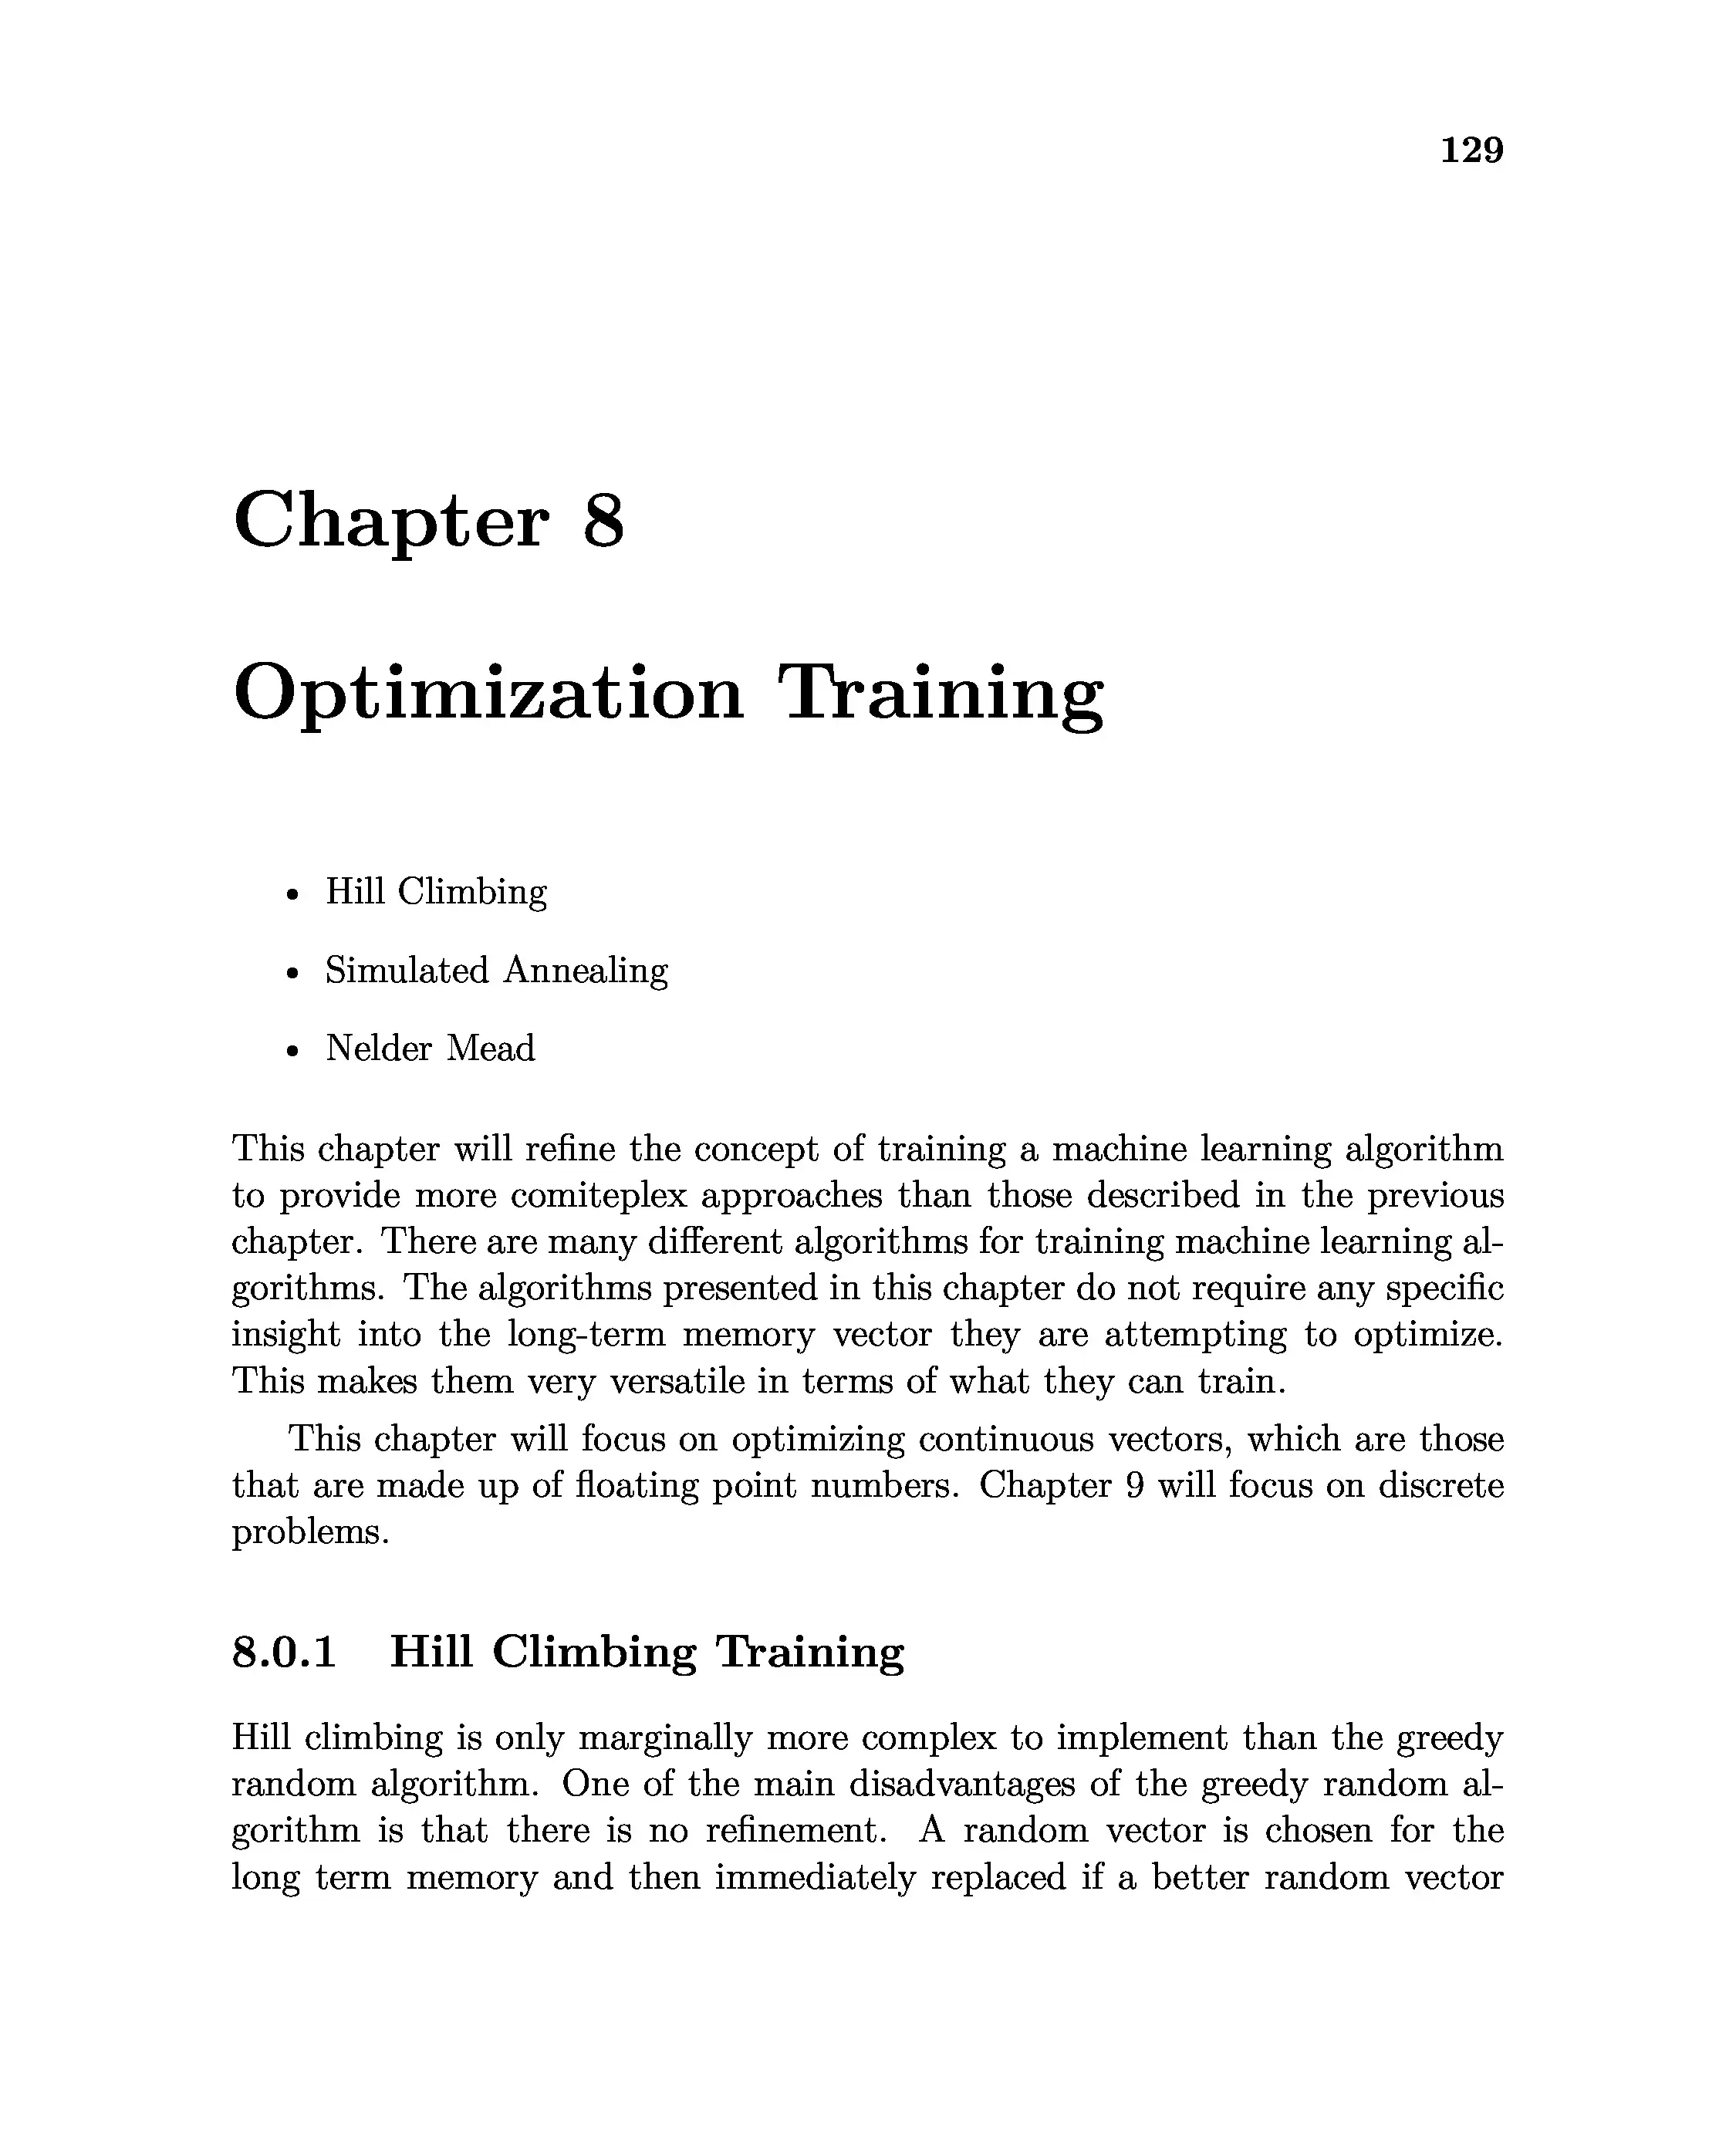 129
Chapter 8
Optimization Training
• Hill Climbing
• Simulated Annealing
• Nelder Mead
This chapter will refine the concept of training a machine learning algorithm
to provide more comiteplex approaches than those described in the previous
chapter. There are many different algorithms for training machine learning al-
gorithms. The algorithms presented in this chapter do not require any specific
insight into the long-term memory vector they are attempting to optimize.
This makes them very versatile in terms of what they can train.
This chapter will focus on optimizing continuous vectors, which are those
that are made up of floating point numbers. Chapter 9 will focus on discrete
problems.
8.0.1 Hill Climbing Training
Hill climbing is only marginally more complex to implement than the greedy
random algorithm. One of the main disadvantages of the greedy random al-
gorithm is that there is no refinement. A random vector is chosen for the
long term memory and then immediately replaced if a better random vector